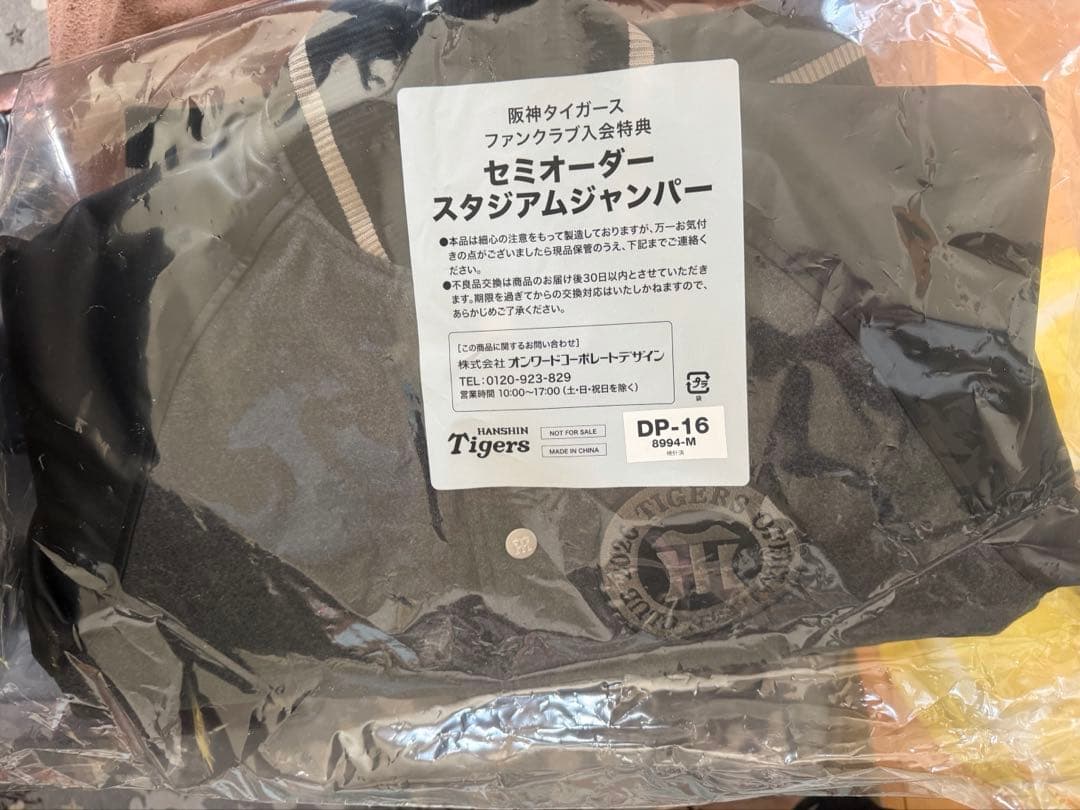 阪神タイガース
ファンクラブ入会特典
セミオーダー
スタジアムジャンパー
●本品は細心の注意をもって製造しておりますが、万一お気付
きの点がございましたら現品保管のうえ、下記までご連絡く
ださい。
●不良品交換は商品のお届け後30日以内とさせていただき
ます。期限を過ぎてからの交換対応はいたしかねますので、
あらかじめご了承ください。
[この商品に関するお問い合わせ]
株式会社 オンワードコーポレートデザイン
TEL:0120-923-829
営業時間 10:00〜17:00(土・日・祝日を除く)
プラ
袋
HANSHIN
Tigers
NOT FOR SALE
MADE IN CHINA
DP-16
8994-M
検針済
TIGERS
CLUB 2026